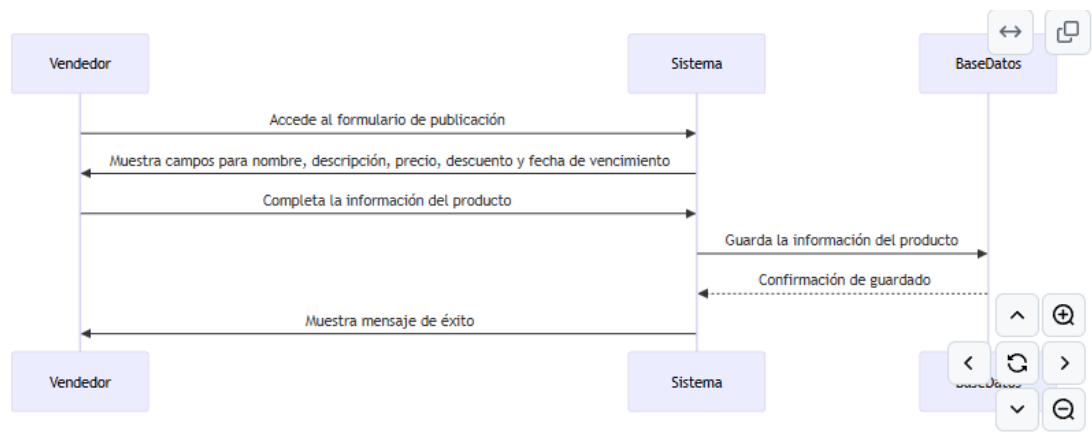 Vendedor
Sistema
BaseDatos
Accede al formulario de publicación
Muestra campos para nombre, descripción, precio, descuento y fecha de vencimiento
Completa la información del producto
Guarda la información del producto
Confirmación de guardado
Muestra mensaje de éxito
Vendedor
Sistema
BaseDatos